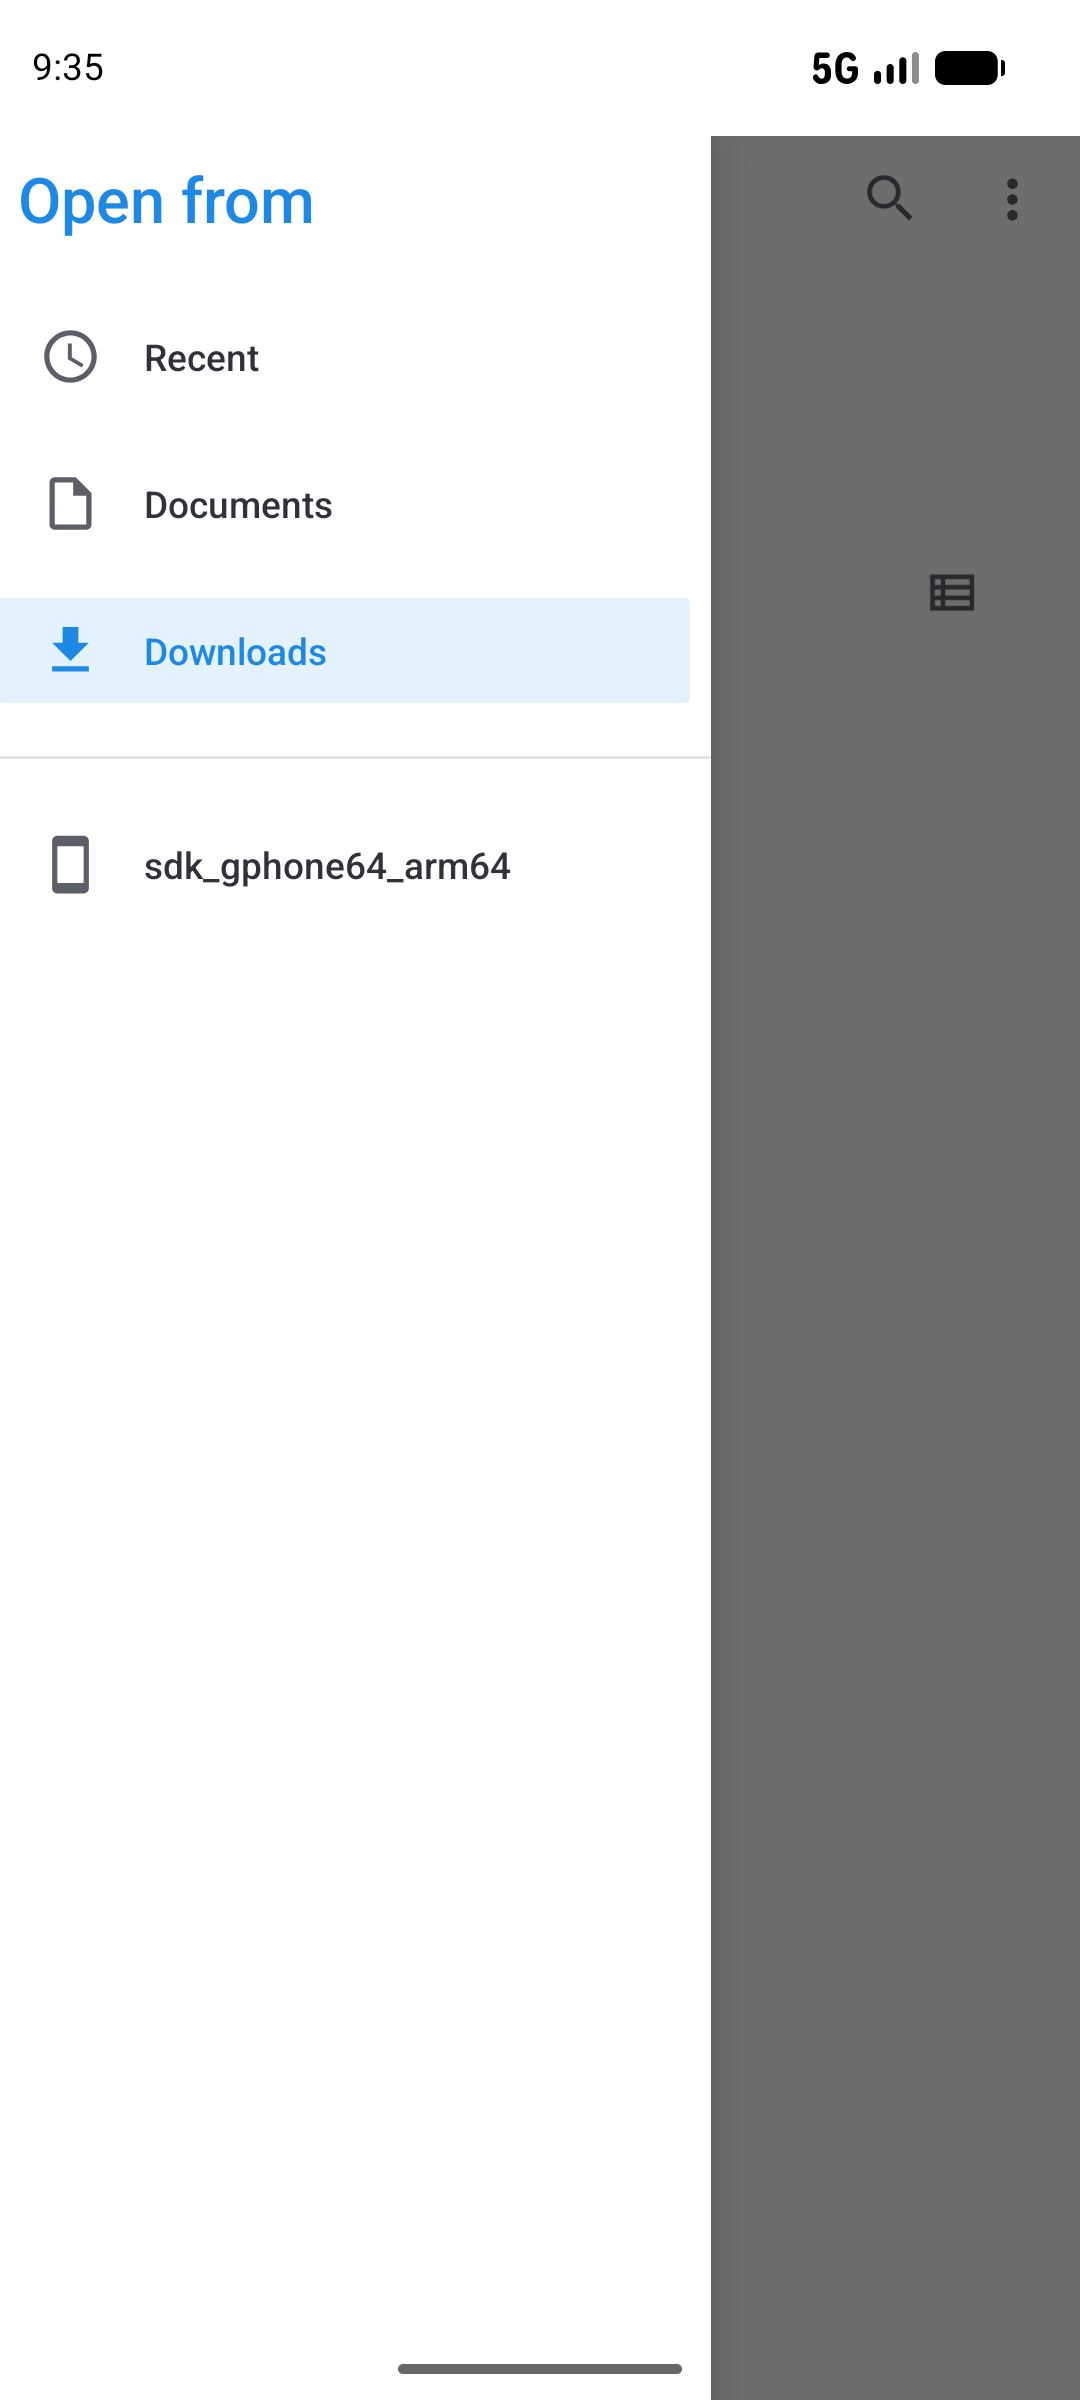 9:35
5G
Open from
Recent
Documents
Downloads
sdk_gphone64_arm64